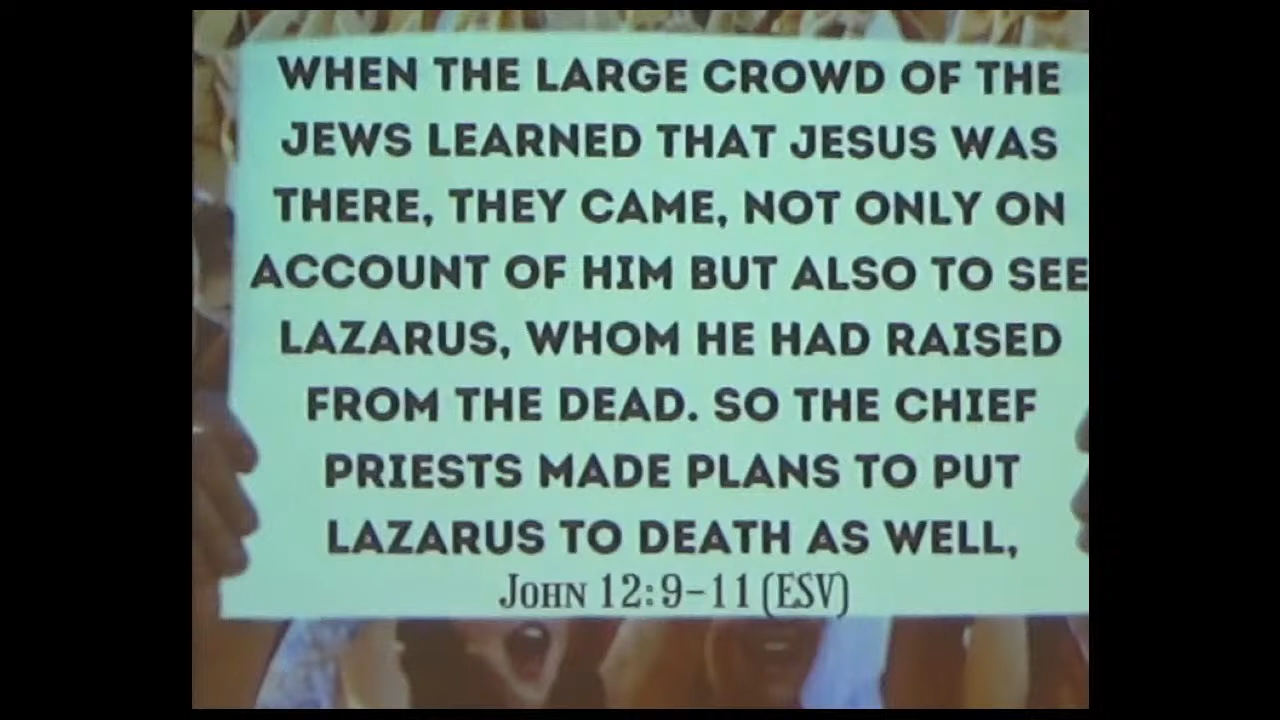 WHEN THE LARGE CROWD OF THE
JEWS LEARNED THAT JESUS WAS
THERE, THEY CAME, NOT ONLY ON
ACCOUNT OF HIM BUT ALSO TO SEE
LAZARUS, WHOM HE HAD RAISED
FROM THE DEAD. SO THE CHIEF
PRIESTS MADE PLANS TO PUT
LAZARUS TO DEATH AS WELL,
JOHN 12:9–11 (ESV)